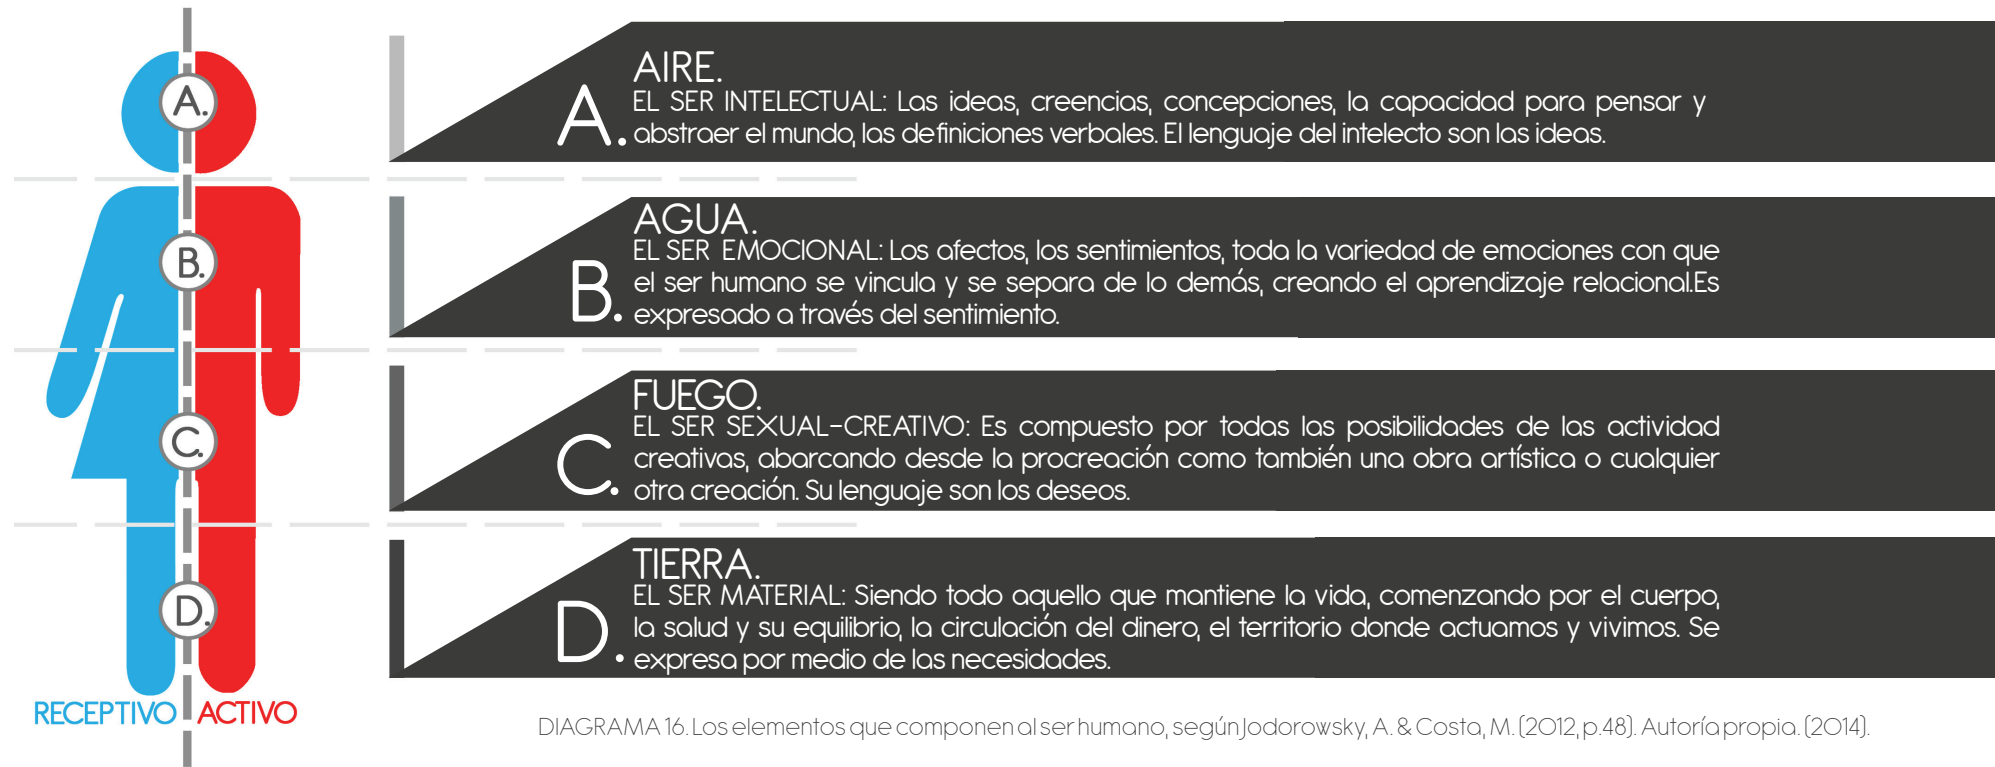 A.
B.
C.
D.
RECEPTIVO
ACTIVO
A.
AIRE.
EL SER INTELECTUAL: Las ideas, creencias, concepciones, la capacidad para pensar y
abstraer el mundo, las definiciones verbales. El lenguaje del intelecto son las ideas.
B.
AGUA.
EL SER EMOCIONAL: Los afectos, los sentimientos, toda la variedad de emociones con que
el ser humano se vincula y se separa de lo demás, creando el aprendizaje relacional.Es
expresado a través del sentimiento.
C.
FUEGO.
EL SER SEXUAL-CREATIVO: Es compuesto por todas las posibilidades de las actividad
creativas, abarcando desde la procreación como también una obra artística o cualquier
otra creación. Su lenguaje son los deseos.
D.
TIERRA.
EL SER MATERIAL: Siendo todo aquello que mantiene la vida, comenzando por el cuerpo,
la salud y su equilibrio, la circulación del dinero, el territorio donde actuamos y vivimos. Se
expresa por medio de las necesidades.
DIAGRAMA 16. Los elementos que componen al ser humano, según Jodorowsky, A. & Costa, M. (2012, p.48). Autoría propia. (2014).